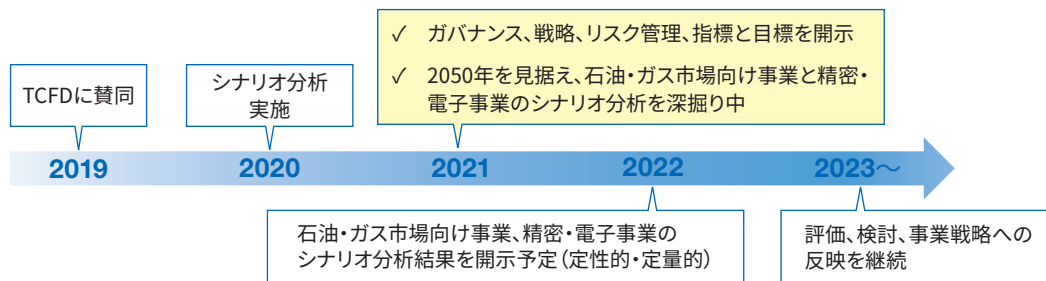 ✓ ガバナンス、戦略、リスク管理、指標と目標を開示
✓ 2050年を見据え、石油・ガス市場向け事業と精密・
電子事業のシナリオ分析を深掘り中
TCFDに賛同
シナリオ分析
実施
2019
2020
2021
2022
2023～
石油・ガス市場向け事業、精密・電子事業の
シナリオ分析結果を開示予定（定性的・定量的）
評価、検討、事業戦略への
反映を継続